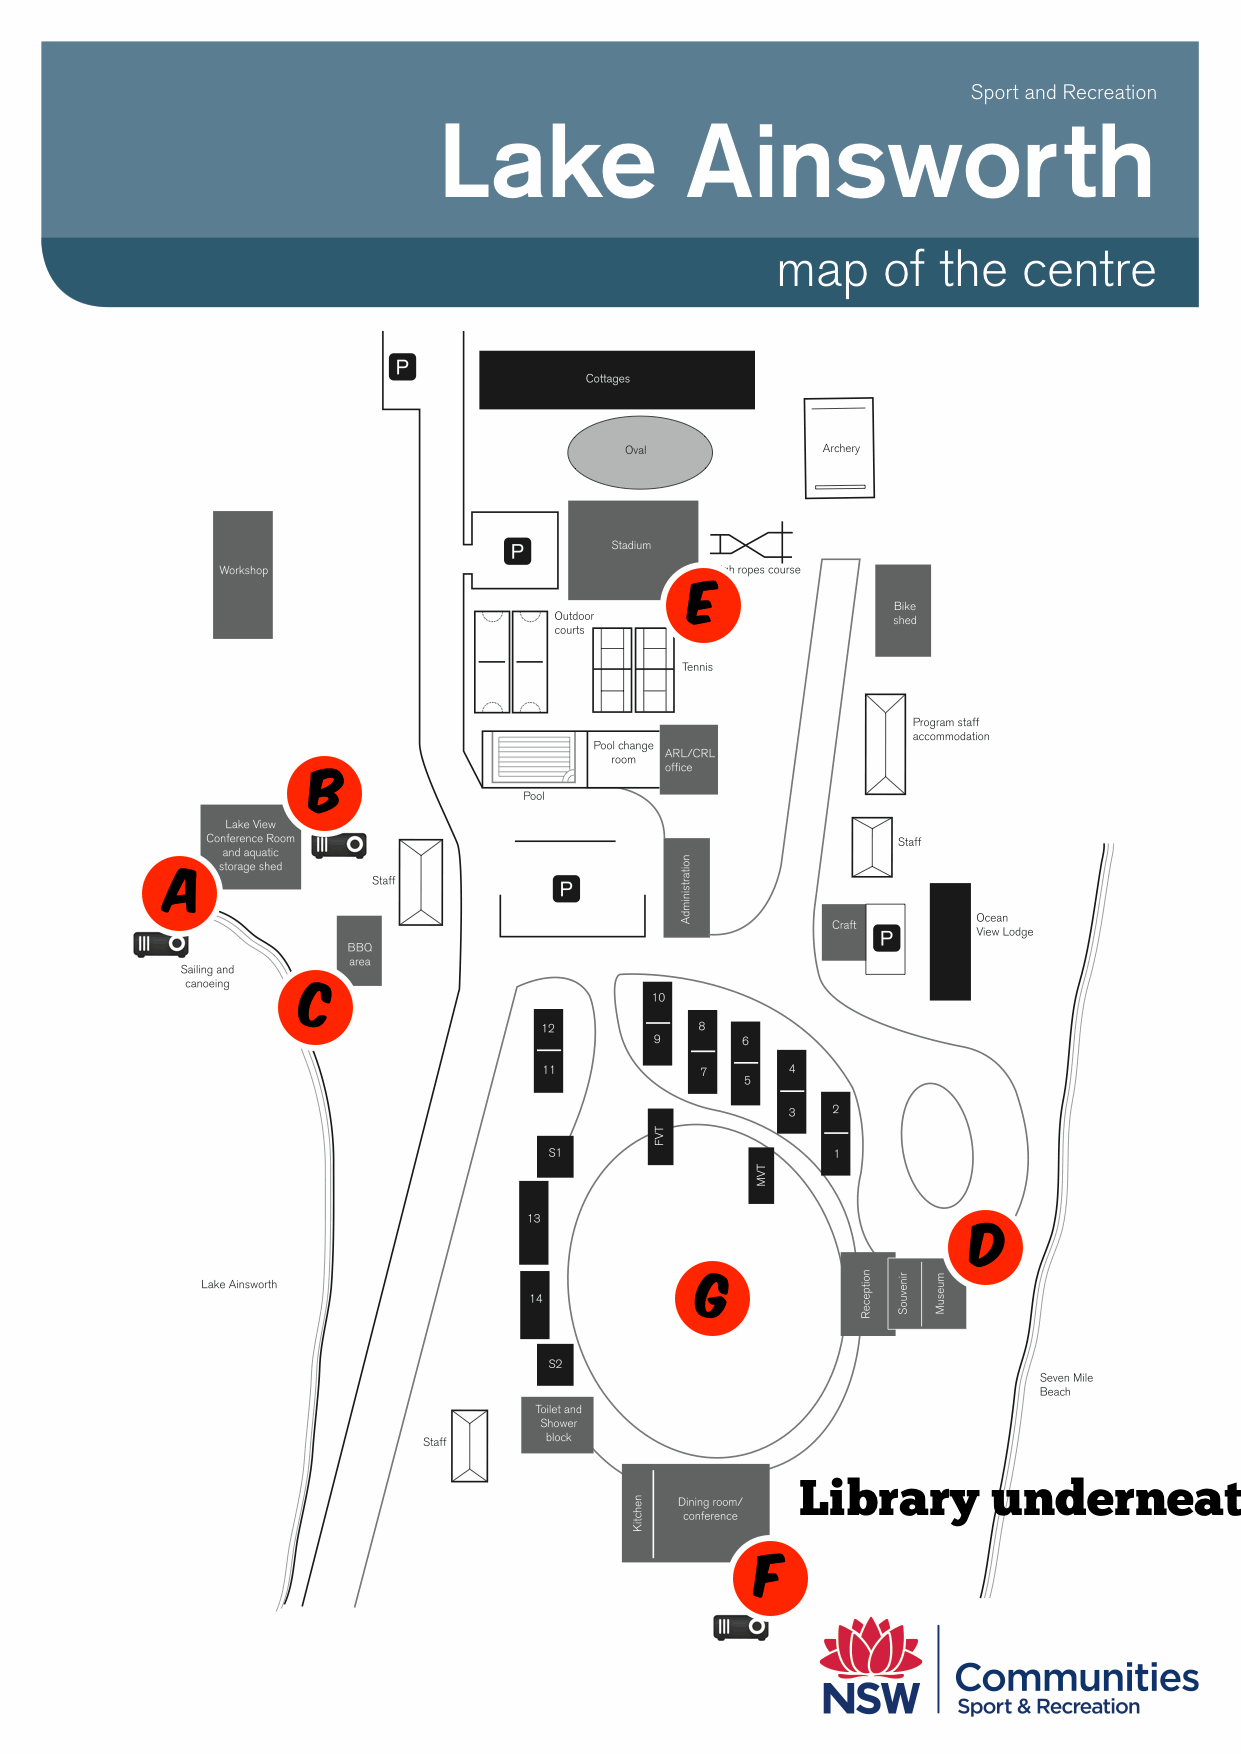 Sport and Recreation
Lake Ainsworth
map of the centre
P
Cottages
Oval
Archery
Stadium
P
Workshop
ropes course
E
Bike
shed
Outdoor
courts
Tennis
Program staff
accommodation
Pool change
room
ARL/CRL
office
Pool
B
Lake View
Conference Room
and aquatic
storage shed
Staff
Staff
A
P
Administration
Craft
P
Ocean
View Lodge
BBQ
area
Sailing and
canoeing
C
10
9
8
7
6
5
4
3
2
1
12
11
FVT
MVT
S1
13
14
S2
D
G
Reception
Souvenir
Museum
Lake Ainsworth
Seven Mile
Beach
Toilet and
Shower
block
Staff
Kitchen
Dining room/
conference
Library underneat
F
NSW
Communities
Sport & Recreation